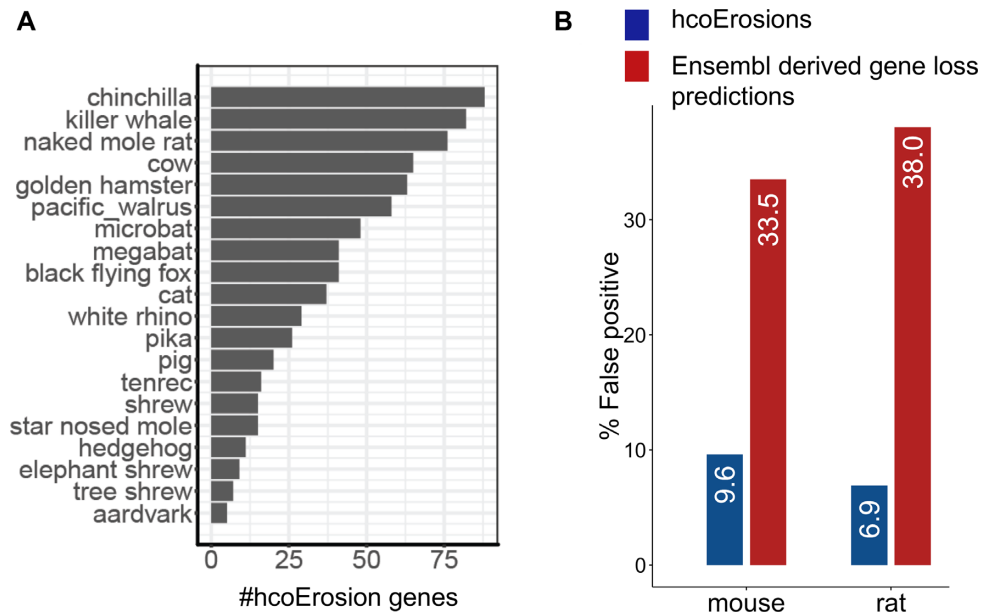 A
chinchilla
killer whale
naked mole rat
cow
golden hamster
pacific_walrus
microbat
megabat
black flying fox
cat
white rhino
pika
pig
tenrec
shrew
star nosed mole
hedgehog
elephant shrew
tree shrew
aardvark
0 25 50 75
#hcoErosion genes
B
hcoErosions
Ensembl derived gene loss
predictions
% False positive
30
20
10
0
9.6
33.5
6.9
38.0
mouse rat